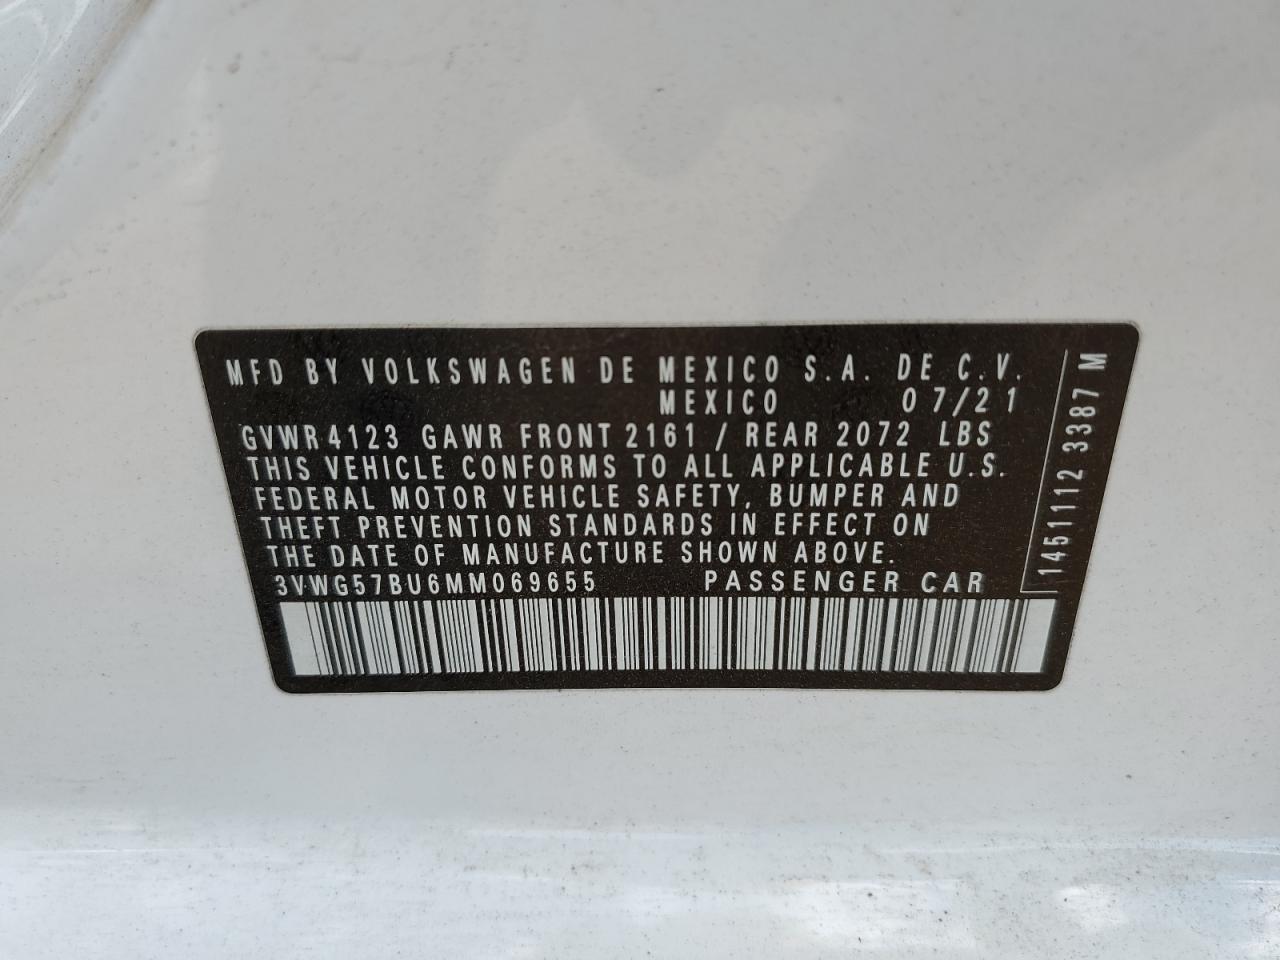 MFD BY VOLKSWAGEN DE MEXICO S.A. DE C.V.
MEXICO 07/21
GVWR 4123 GAWR FRONT 2161 / REAR 2072 LBS
THIS VEHICLE CONFORMS TO ALL APPLICABLE U.S.
FEDERAL MOTOR VEHICLE SAFETY, BUMPER AND
THEFT PREVENTION STANDARDS IN EFFECT ON
THE DATE OF MANUFACTURE SHOWN ABOVE.
3VWG57BU6MM069655 PASSENGER CAR
1451112 3387 M